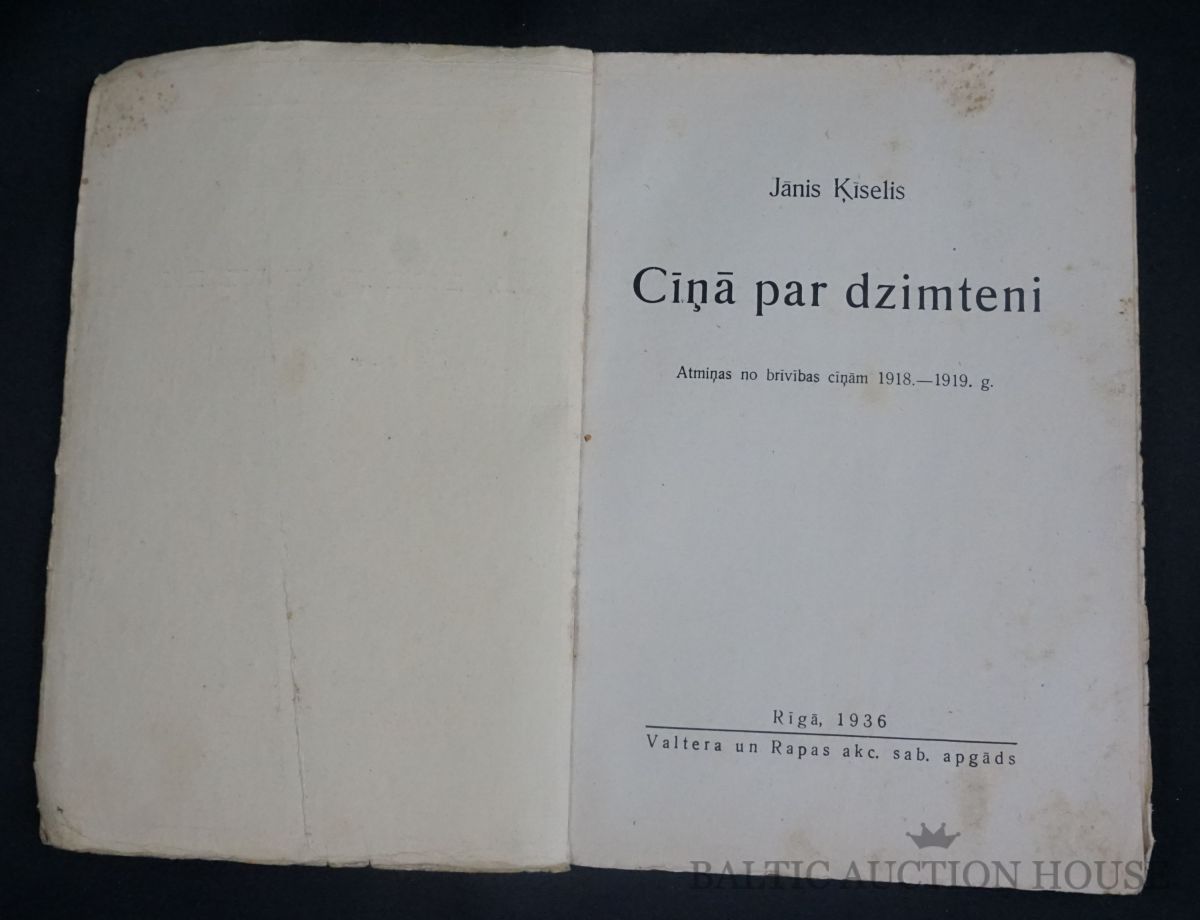 Jānis Ķīselis
Cīņā par dzimteni
Atmiņas no brīvības cīņām 1918.—1919. g.
Rīgā, 1936
Valtera un Rapas akc. sab. apgāds
BALTIC AUCTION HOUSE